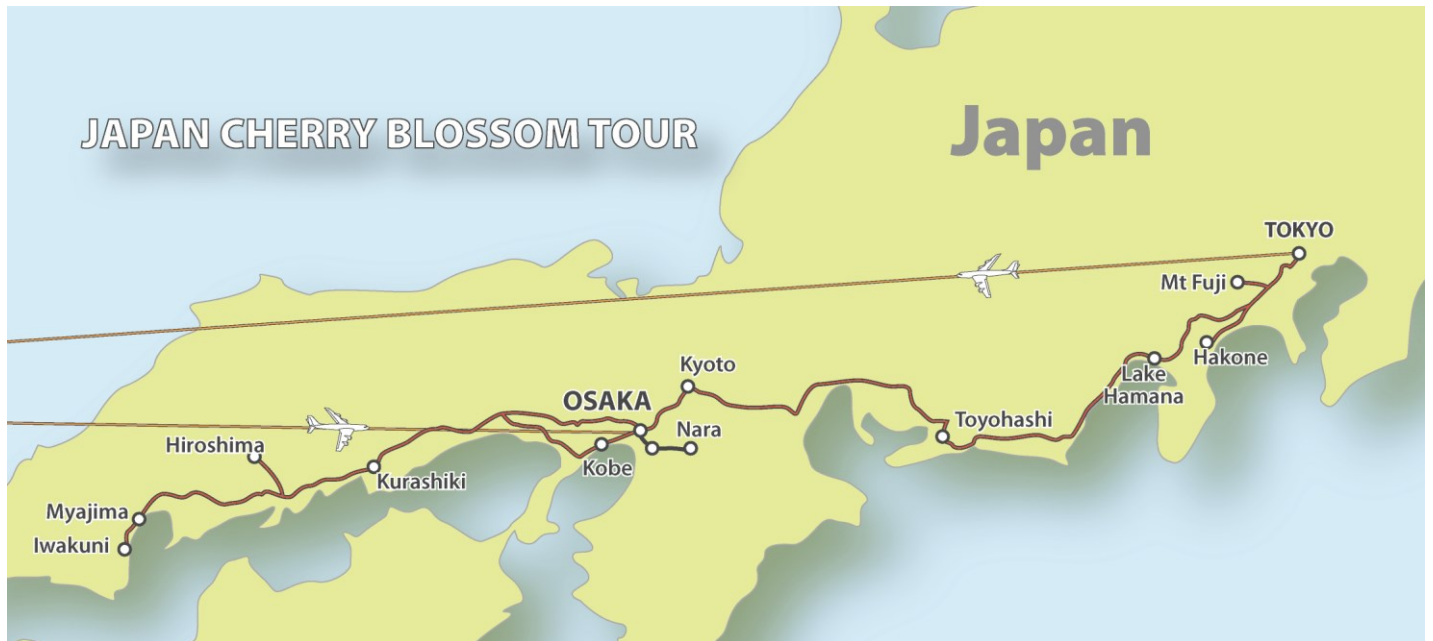 JAPAN CHERRY BLOSSOM TOUR
Japan
TOKYO
Mt Fuji
Hakone
Lake
Hamana
Kyoto
OSAKA
Toyohashi
Nara
Hiroshima
Kobe
Kurashiki
Myajima
Iwakuni